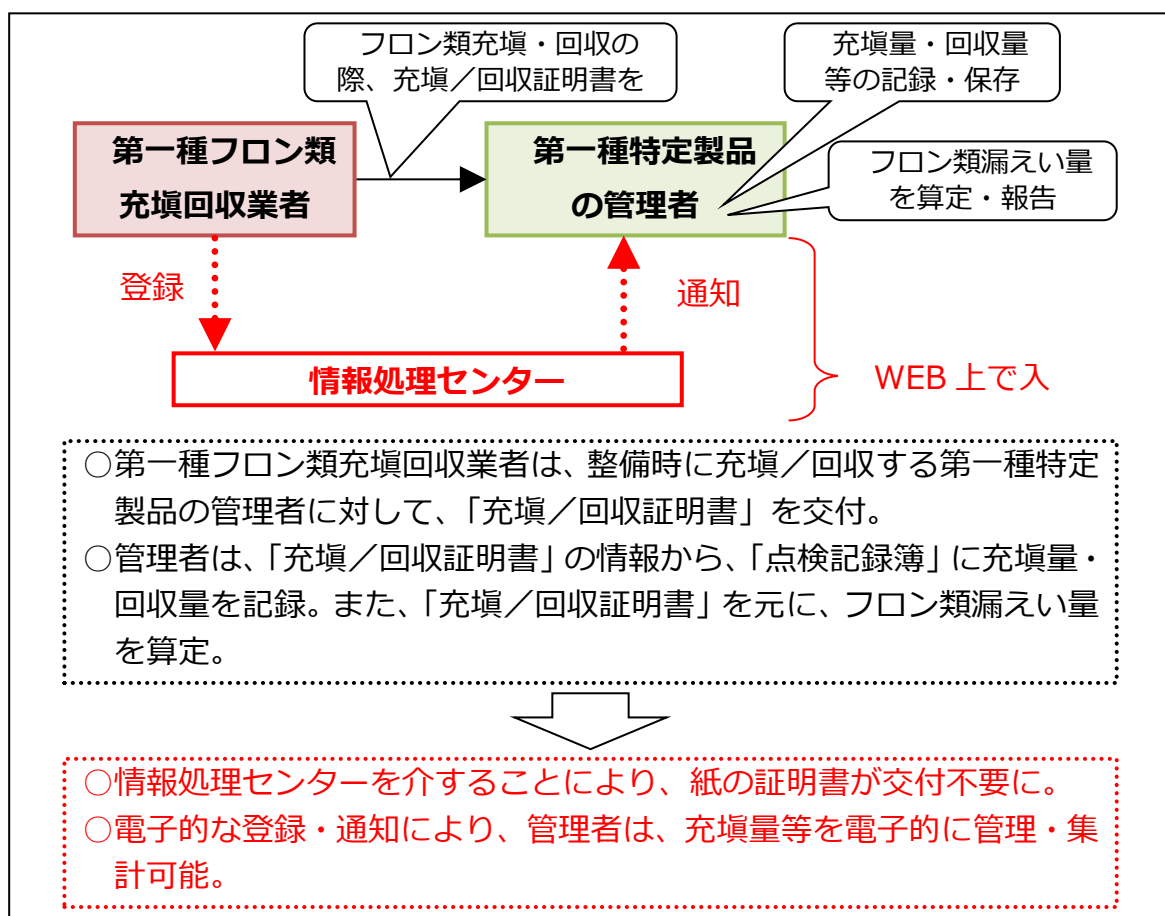 フロン類充塡・回収の
際、充塡／回収証明書を
充塡量・回収量
等の記録・保存
第一種フロン類
充塡回収業者
第一種特定製品
の管理者
フロン類漏えい量
を算定・報告
登録
通知
情報処理センター
WEB 上で入
○第一種フロン類充塡回収業者は、整備時に充塡／回収する第一種特定
製品の管理者に対して、「充塡／回収証明書」を交付。
○管理者は、「充塡／回収証明書」の情報から、「点検記録簿」に充塡量・
回収量を記録。また、「充塡／回収証明書」を元に、フロン類漏えい量
を算定。
○情報処理センターを介することにより、紙の証明書が交付不要に。
○電子的な登録・通知により、管理者は、充塡量等を電子的に管理・集
計可能。